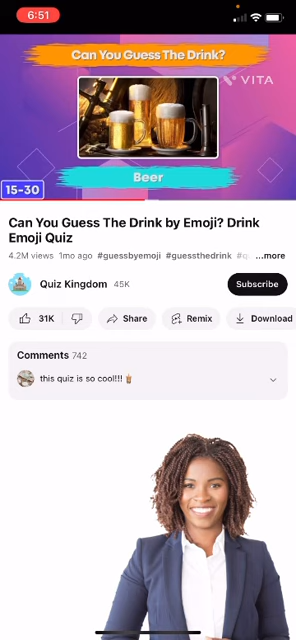 6:51
Can You Guess The Drink?
VITA
Beer
15-30
Can You Guess The Drink by Emoji? Drink
Emoji Quiz
4.2M views 1mo ago #guessbyemoji #guessthedrink #q ...more
Quiz Kingdom 45K
Subscribe
31K
Share
Remix
Download
Comments 742
this quiz is so cool!!! 🧋